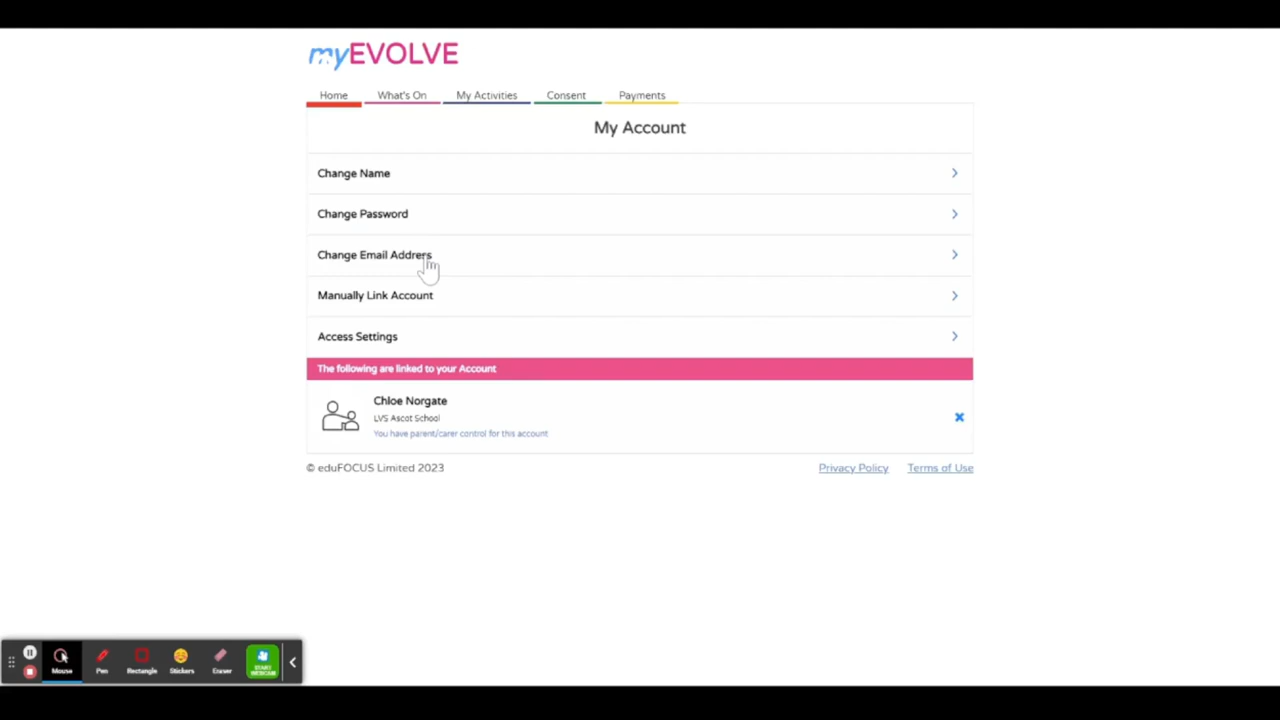 myEVOLVE
Home What's On My Activities Consent Payments
My Account
Change Name
Change Password
Change Email Address
Manually Link Account
Access Settings
The following are linked to your Account
Chloe Norgate
LVS Ascot School
You have parent/carer control for this account
© eduFOCUS Limited 2023 Privacy Policy Terms of Use
Mouse Pen Rectangle Stickers Eraser START WEBCAM